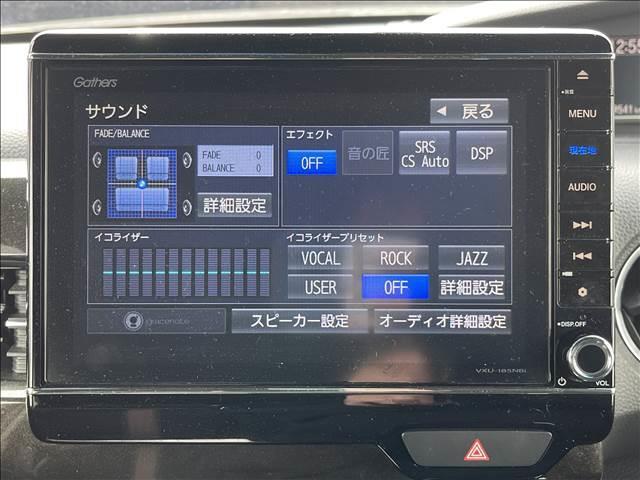 Gathers
サウンド
戻る
FADE/BALANCE
FADE 0
BALANCE 0
詳細設定
エフェクト
OFF
音の匠
SRS
CS Auto
DSP
イコライザー
イコライザープリセット
VOCAL
ROCK
JAZZ
USER
OFF
詳細設定
gracenote
スピーカー設定
オーディオ詳細設定
VXU-185NBi
MENU
現在地
AUDIO
DISP.OFF
VOL
2:55